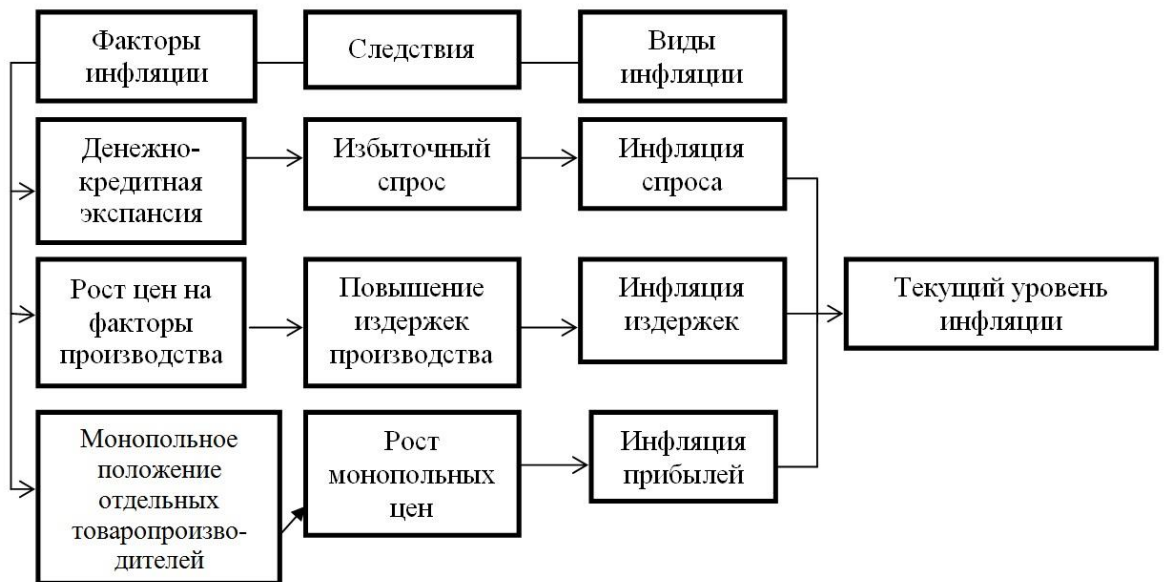 Факторы
инфляции
Следствия
Виды
инфляции
Денежно-
кредитная
экспансия
Избыточный
спрос
Инфляция
спроса
Рост цен на
факторы
производства
Повышение
издержек
производства
Инфляция
издержек
Текущий уровень
инфляции
Монопольное
положение
отдельных
товаропроизво-
дителей
Рост
монопольных
цен
Инфляция
прибылей